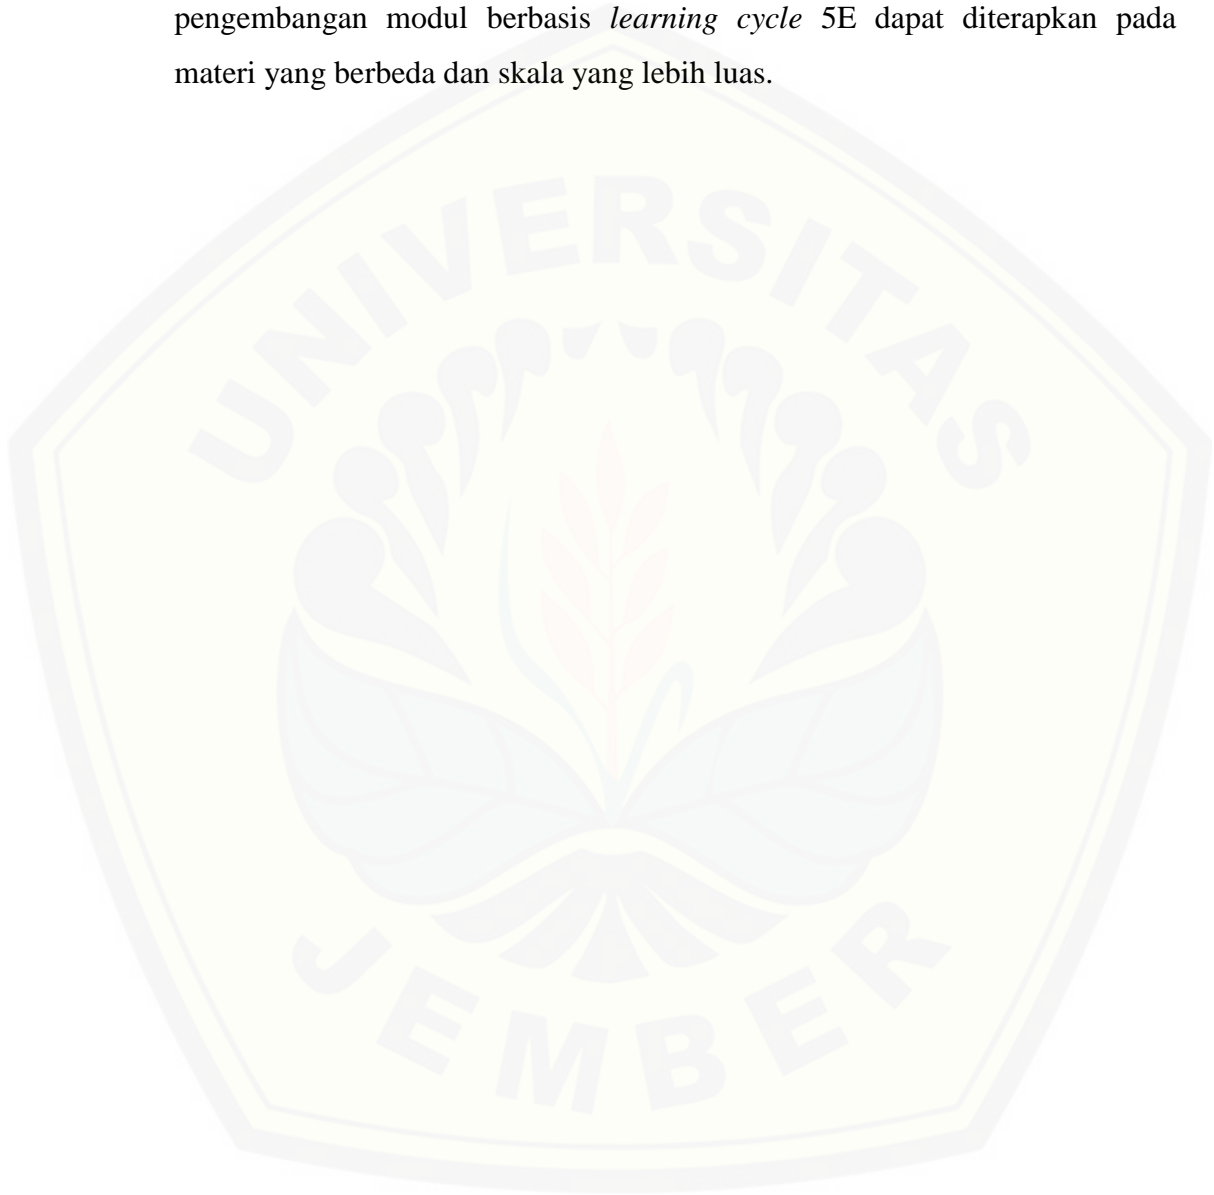 pengembangan modul berbasis learning cycle 5E dapat diterapkan pada
materi yang berbeda dan skala yang lebih luas.
UNIVERSITAS
JEMBER